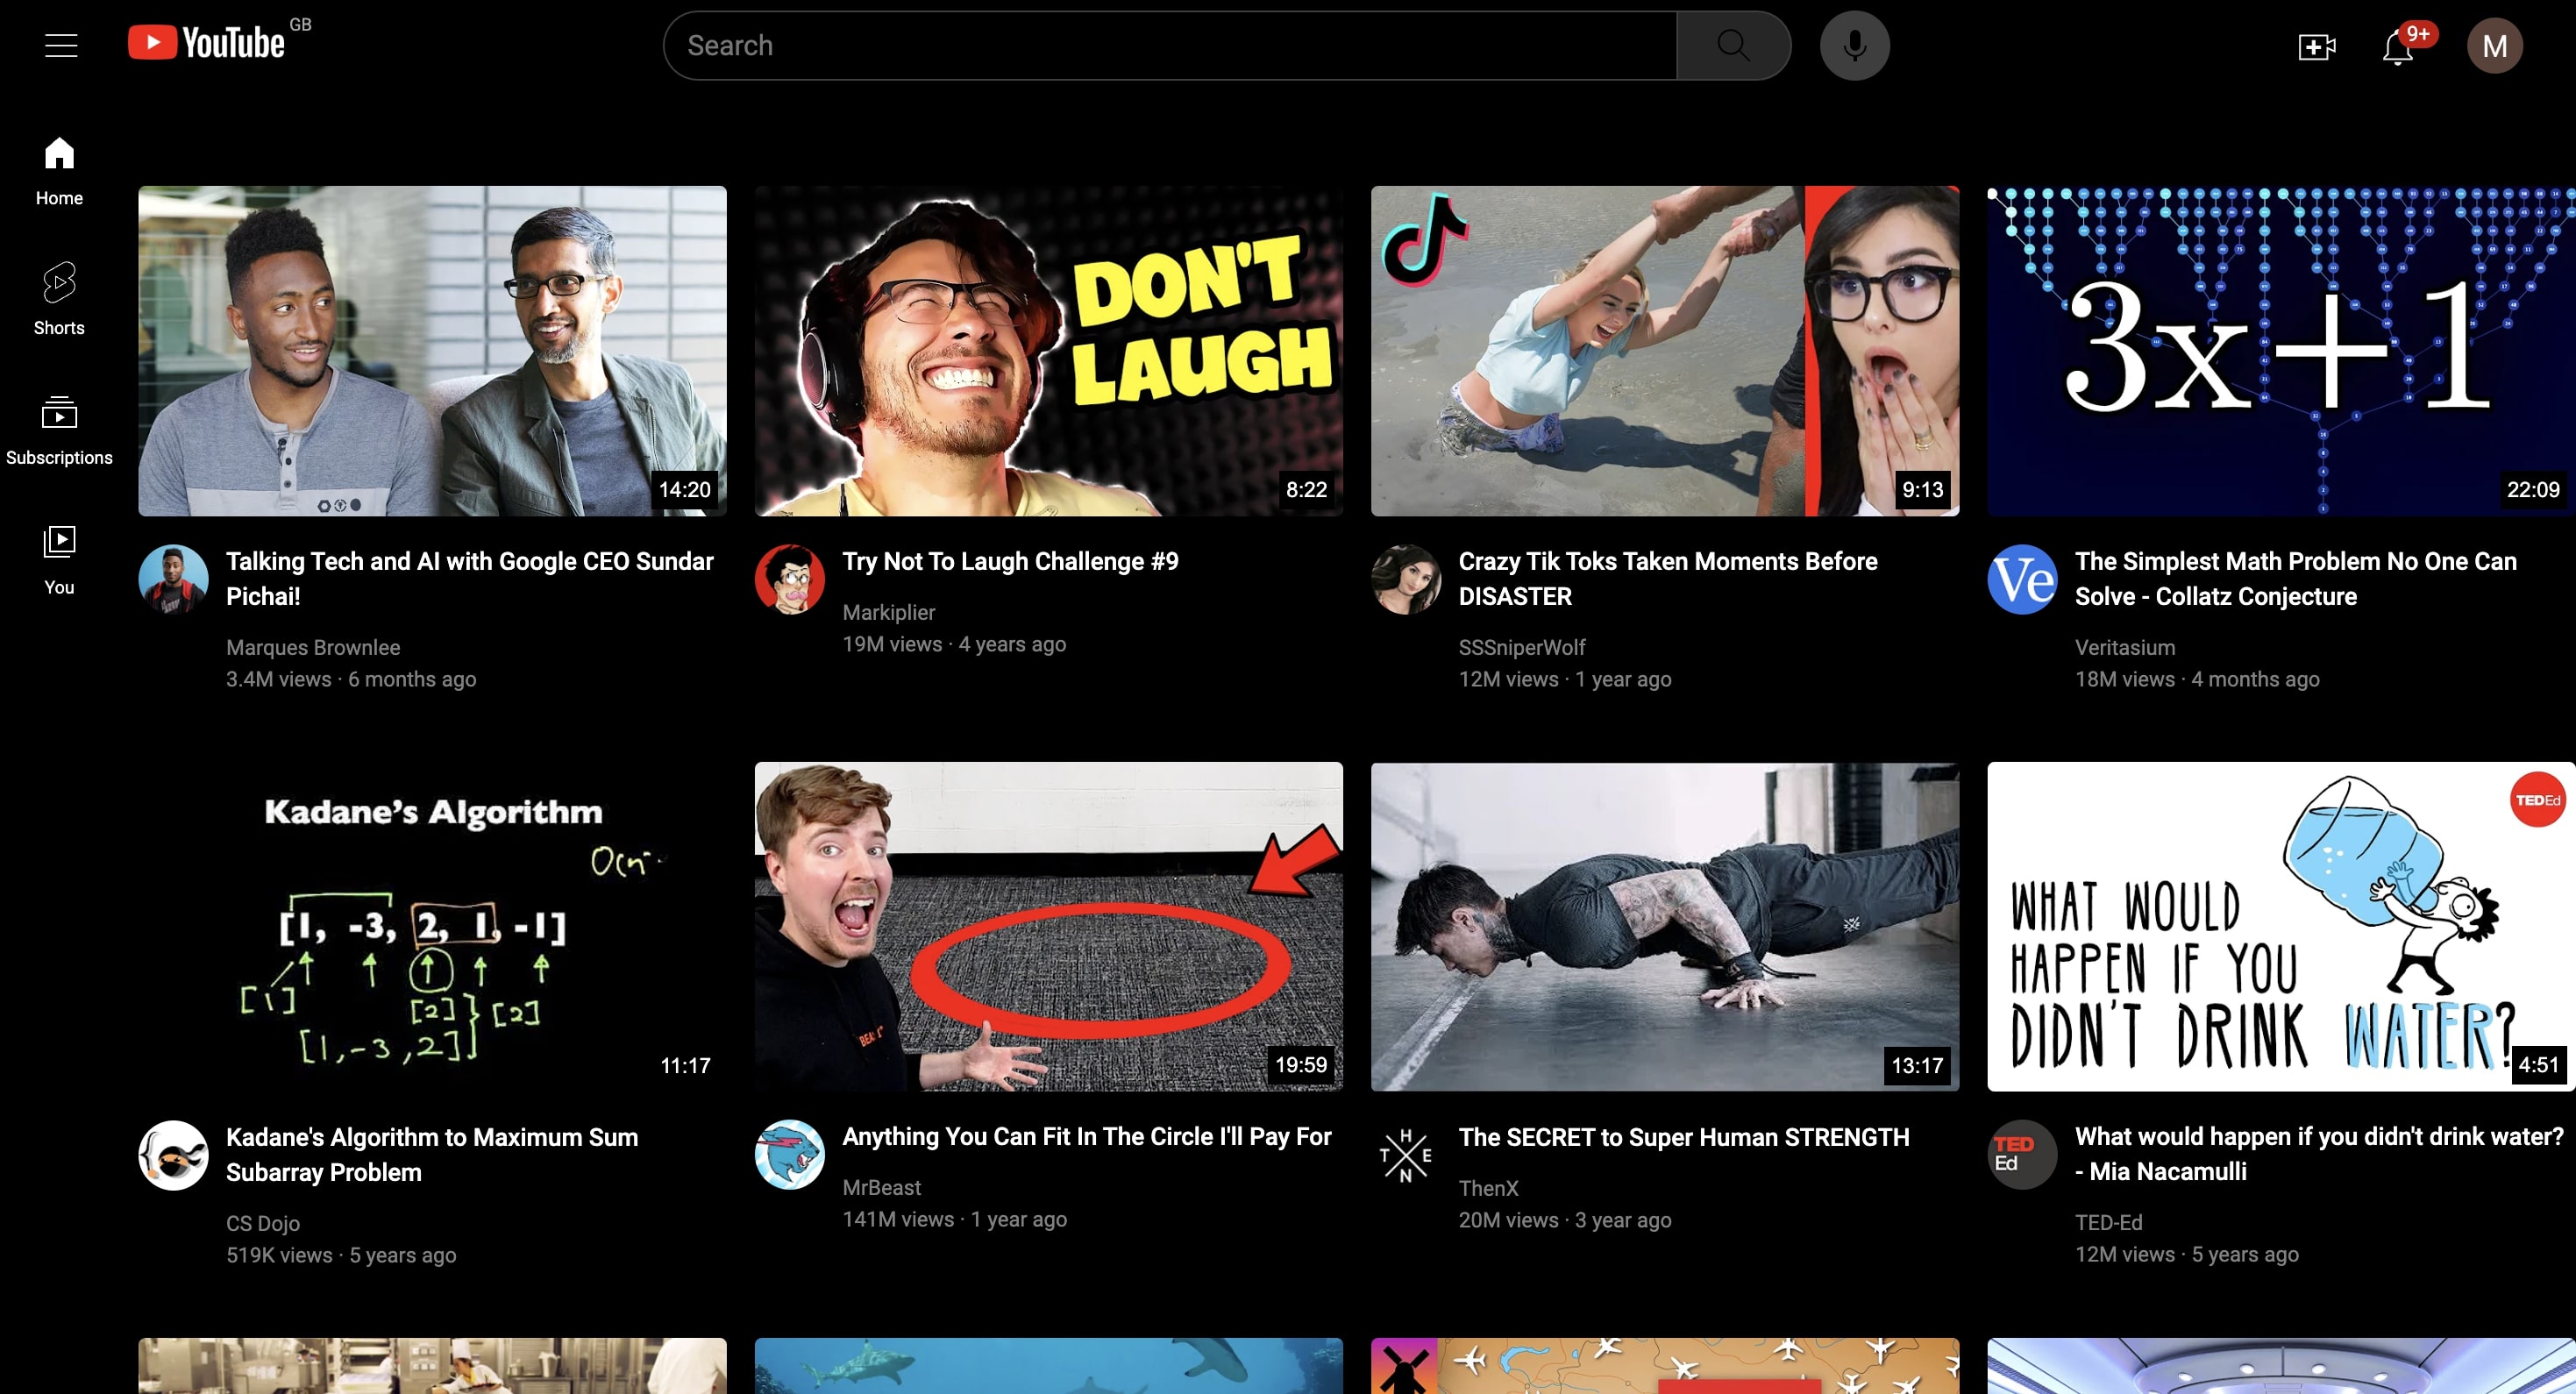 YouTube GB
Search
9+
M
Home
Shorts
Subscriptions
You
DON'T
LAUGH
3x+1
14:20
8:22
9:13
22:09
Talking Tech and AI with Google CEO Sundar
Pichai!
Marques Brownlee
3.4M views · 6 months ago
Try Not To Laugh Challenge #9
Markiplier
19M views · 4 years ago
Crazy Tik Toks Taken Moments Before
DISASTER
SSSniperWolf
12M views · 1 year ago
Ve
The Simplest Math Problem No One Can
Solve - Collatz Conjecture
Veritasium
18M views · 4 months ago
Kadane's Algorithm
[1, -3, 2, 1, -1]
[1]
[2]
[2]
[1,-3,2]
11:17
19:59
13:17
TEDEd
WHAT WOULD
HAPPEN IF YOU
DIDN'T DRINK WATER?
4:51
Kadane's Algorithm to Maximum Sum
Subarray Problem
CS Dojo
519K views · 5 years ago
Anything You Can Fit In The Circle I'll Pay For
MrBeast
141M views · 1 year ago
H
T E
N
The SECRET to Super Human STRENGTH
ThenX
20M views · 3 year ago
TED
Ed
What would happen if you didn't drink water?
- Mia Nacamulli
TED-Ed
12M views · 5 years ago